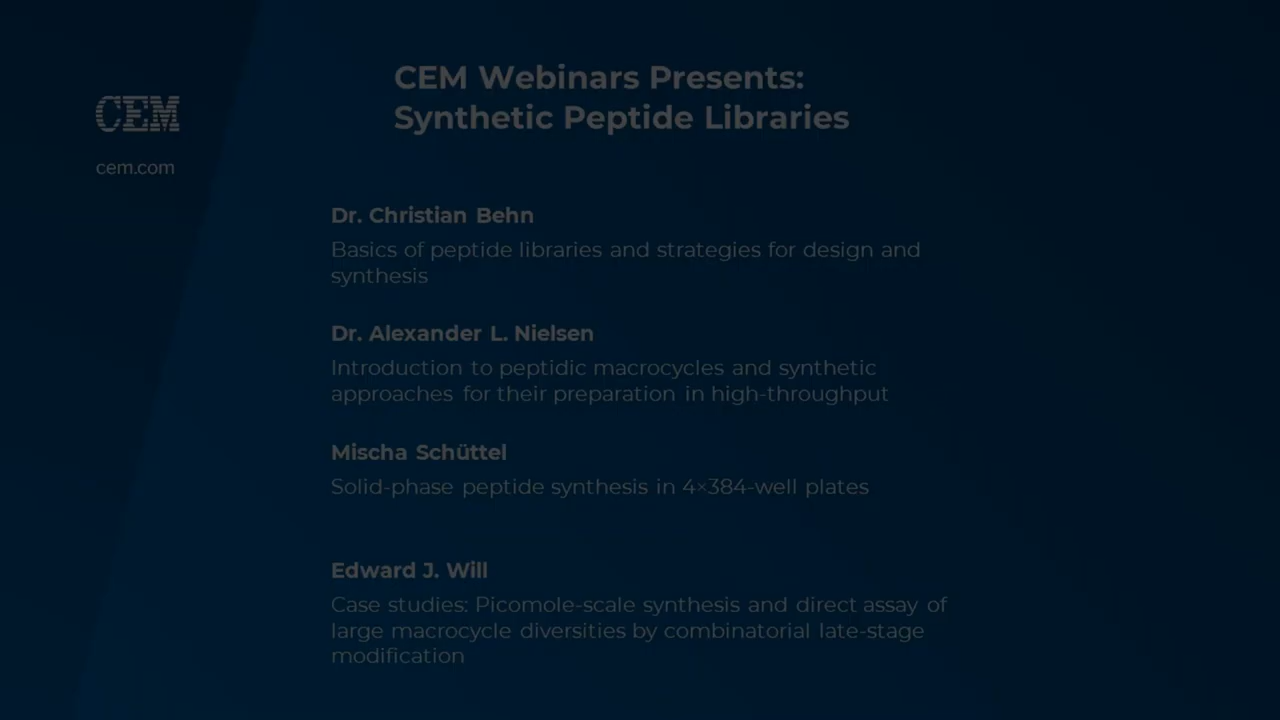 CEM
cem.com
CEM Webinars Presents:
Synthetic Peptide Libraries
Dr. Christian Behn
Basics of peptide libraries and strategies for design and
synthesis
Dr. Alexander L. Nielsen
Introduction to peptidic macrocycles and synthetic
approaches for their preparation in high-throughput
Mischa Schüttel
Solid-phase peptide synthesis in 4×384-well plates
Edward J. Will
Case studies: Picomole-scale synthesis and direct assay of
large macrocycle diversities by combinatorial late-stage
modification